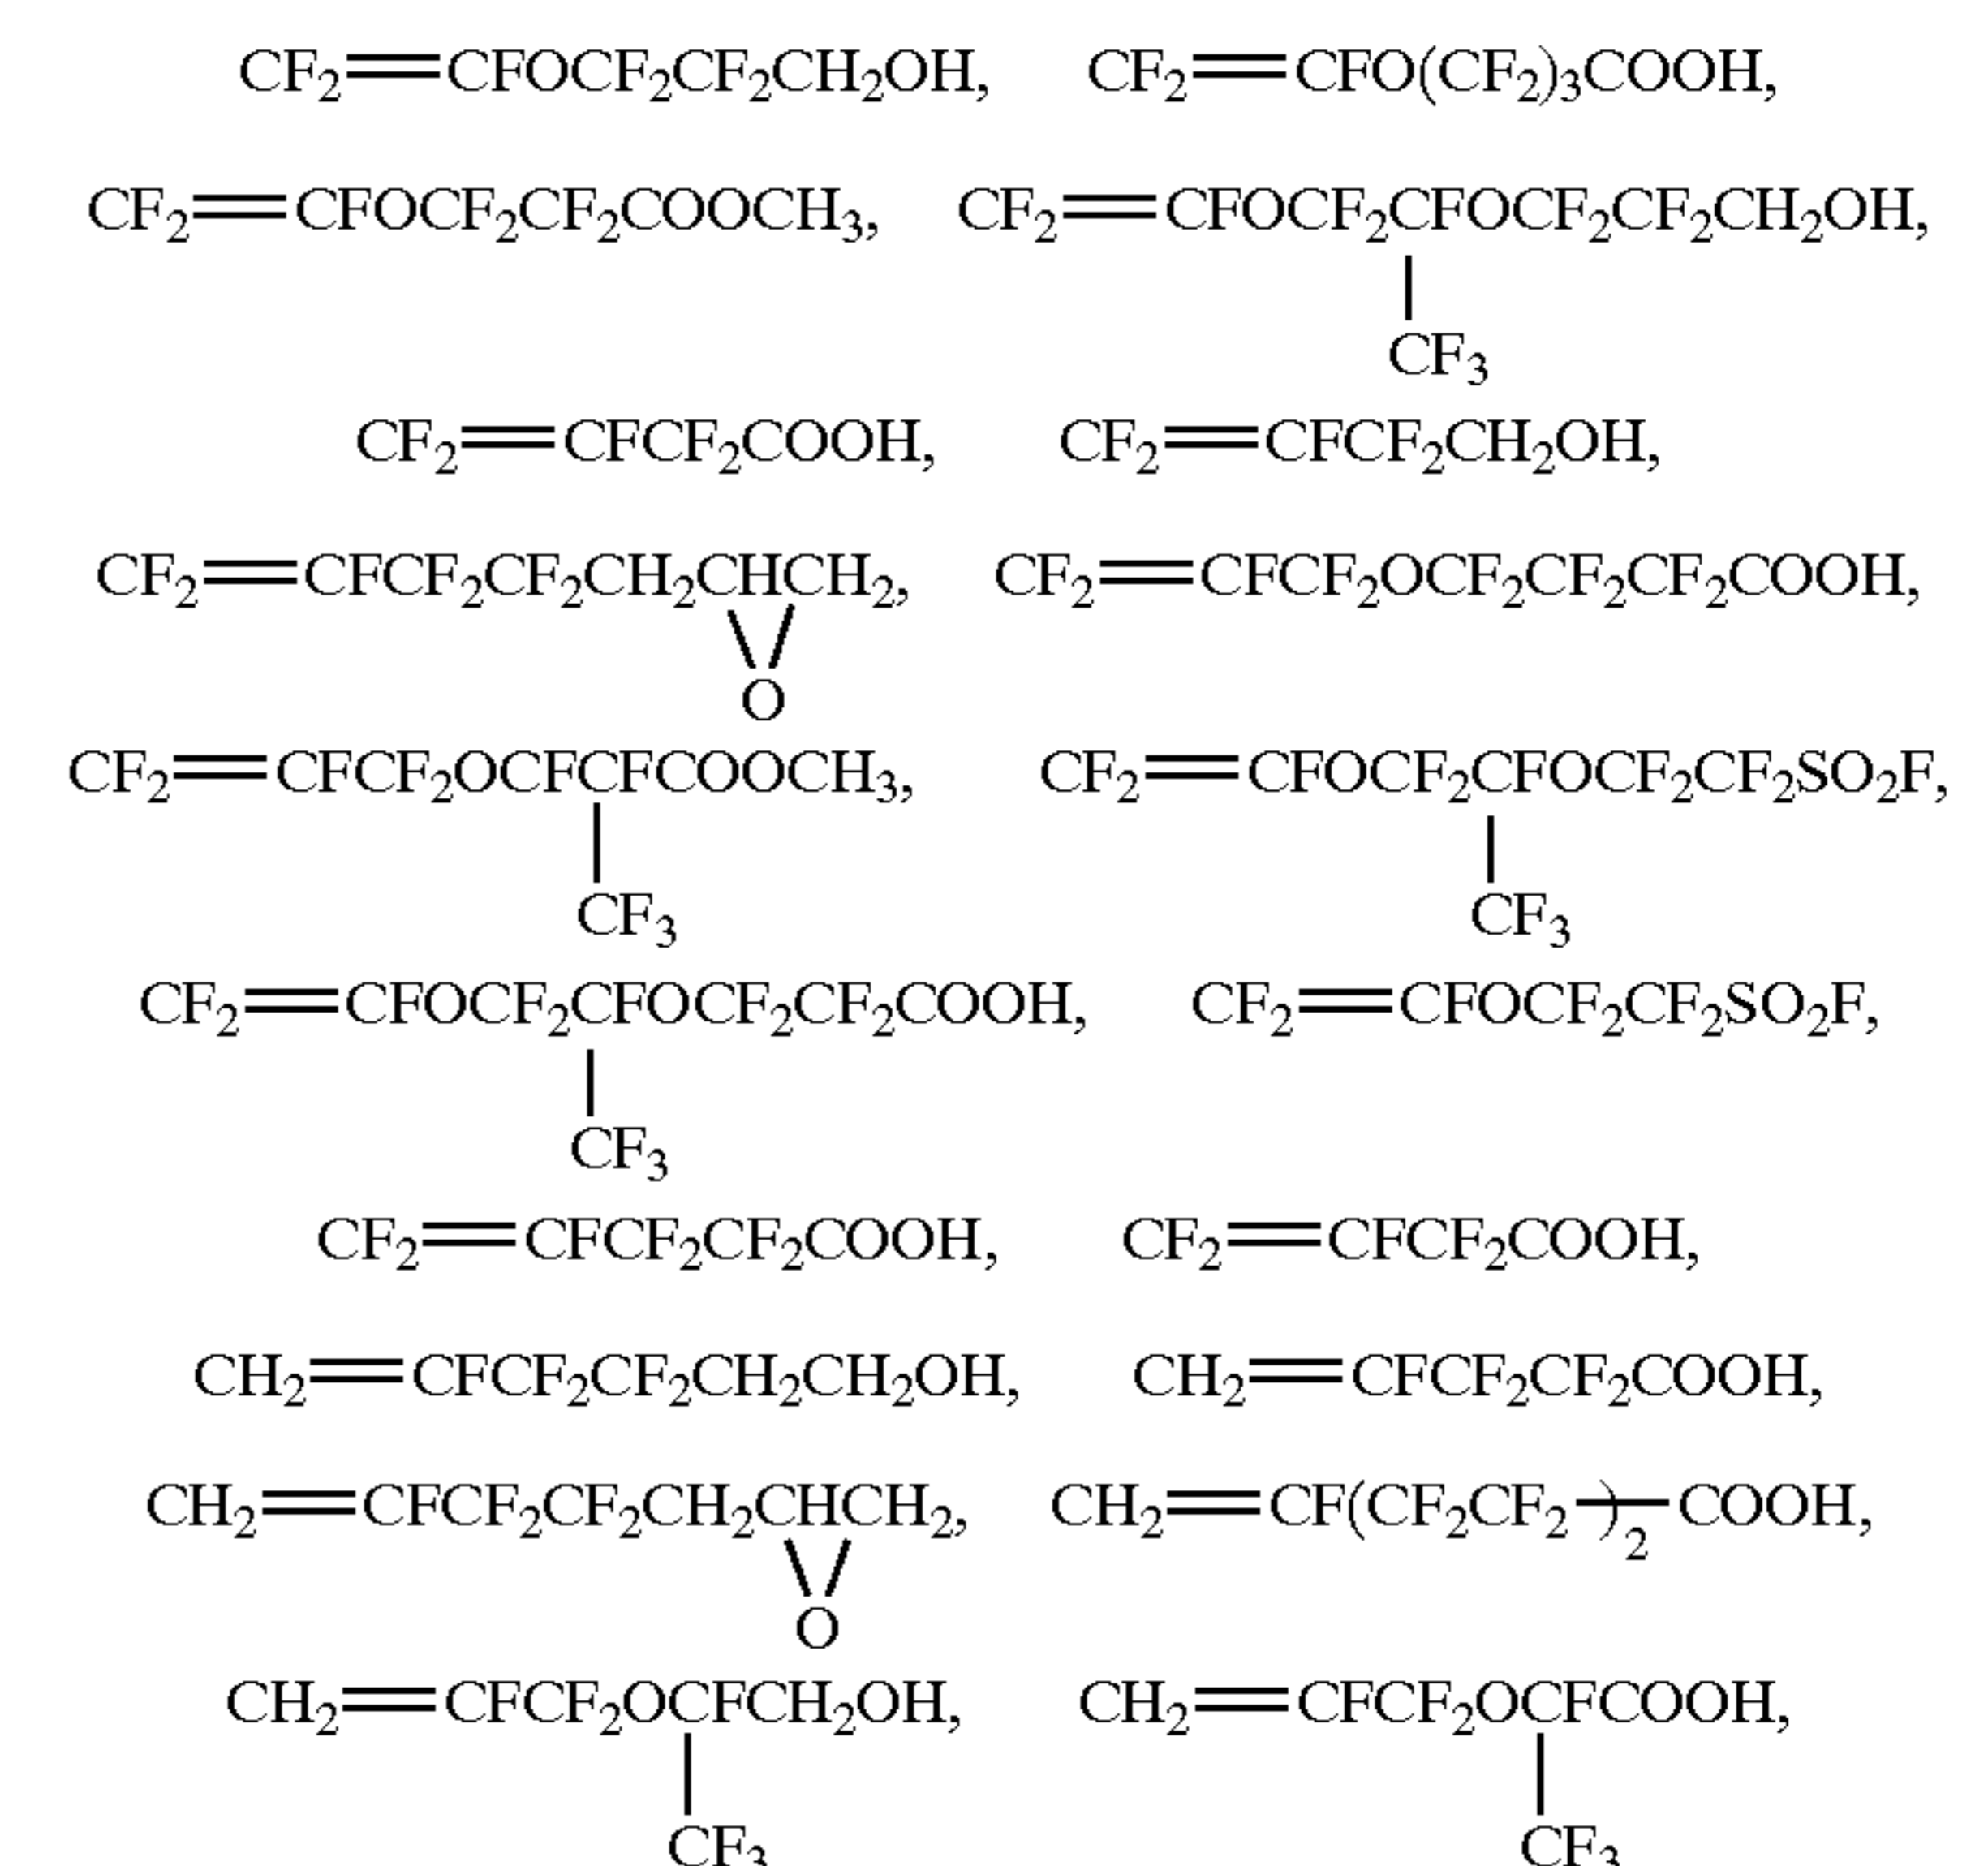 CF₂=CFOCF₂CF₂CH₂OH, CF₂=CFO(CF₂)₃COOH,
CF₂=CFOCF₂CF₂COOCH₃, CF₂=CFOCF₂CFOCF₂CF₂CH₂OH,
CF₃
CF₂=CFCF₂COOH, CF₂=CFCF₂CH₂OH,
CF₂=CFCF₂CF₂CH₂CHCH₂, CF₂=CFCF₂OCF₂CF₂CF₂COOH,
O
CF₂=CFCF₂OCFCFCOOCH₃, CF₂=CFOCF₂CFOCF₂CF₂SO₂F,
CF₃ CF₃
CF₂=CFOCF₂CFOCF₂CF₂COOH, CF₂=CFOCF₂CF₂SO₂F,
CF₃
CF₂=CFCF₂CF₂COOH, CF₂=CFCF₂COOH,
CH₂=CFCF₂CF₂CH₂CH₂OH, CH₂=CFCF₂CF₂COOH,
CH₂=CFCF₂CF₂CH₂CHCH₂, CH₂=CF(CF₂CF₂)₂COOH,
O
CH₂=CFCF₂OCFCH₂OH, CH₂=CFCF₂OCFCOOH,
CF₃ CF₃